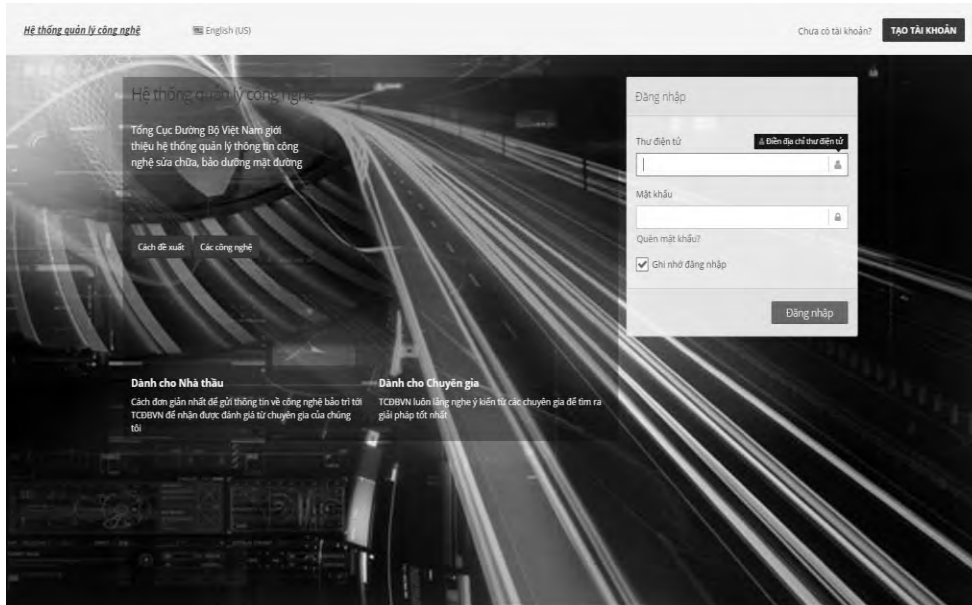 Hệ thống quản lý công nghệ
English (US)
Chưa có tài khoản?
TẠO TÀI KHOẢN
Hệ thống quản lý công nghệ
Tổng Cục Đường Bộ Việt Nam giới
thiệu hệ thống quản lý thông tin công
nghệ sửa chữa, bảo dưỡng mặt đường
Cách đề xuất
Các công nghệ
Dành cho Nhà thầu
Cách đơn giản nhất để gửi thông tin về công nghệ bảo trì tới
TCĐBVN để nhận được đánh giá từ chuyên gia của chúng
tôi
Dành cho Chuyên gia
TCĐBVN luôn lắng nghe ý kiến từ các chuyên gia để tìm ra
giải pháp tốt nhất
Đăng nhập
Thư điện tử
Điền địa chỉ thư điện tử
Mật khẩu
Quên mật khẩu?
Ghi nhớ đăng nhập
Đăng nhập